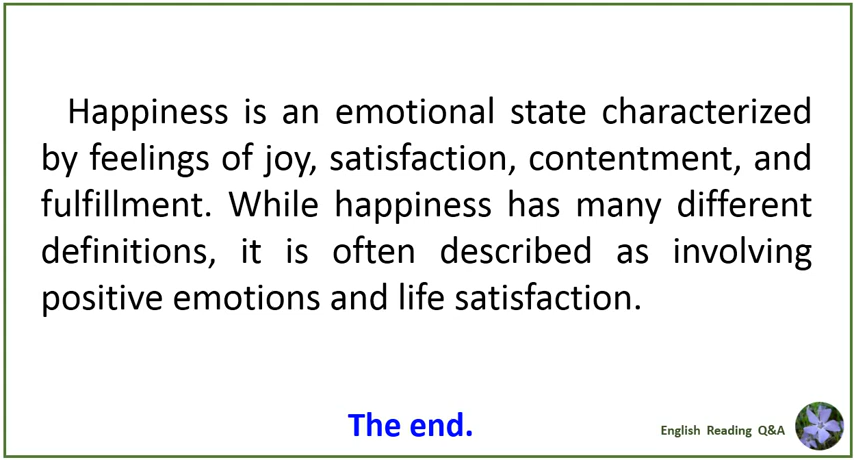 Happiness is an emotional state characterized
by feelings of joy, satisfaction, contentment, and
fulfillment. While happiness has many different
definitions, it is often described as involving
positive emotions and life satisfaction.
The end.
English Reading Q&A